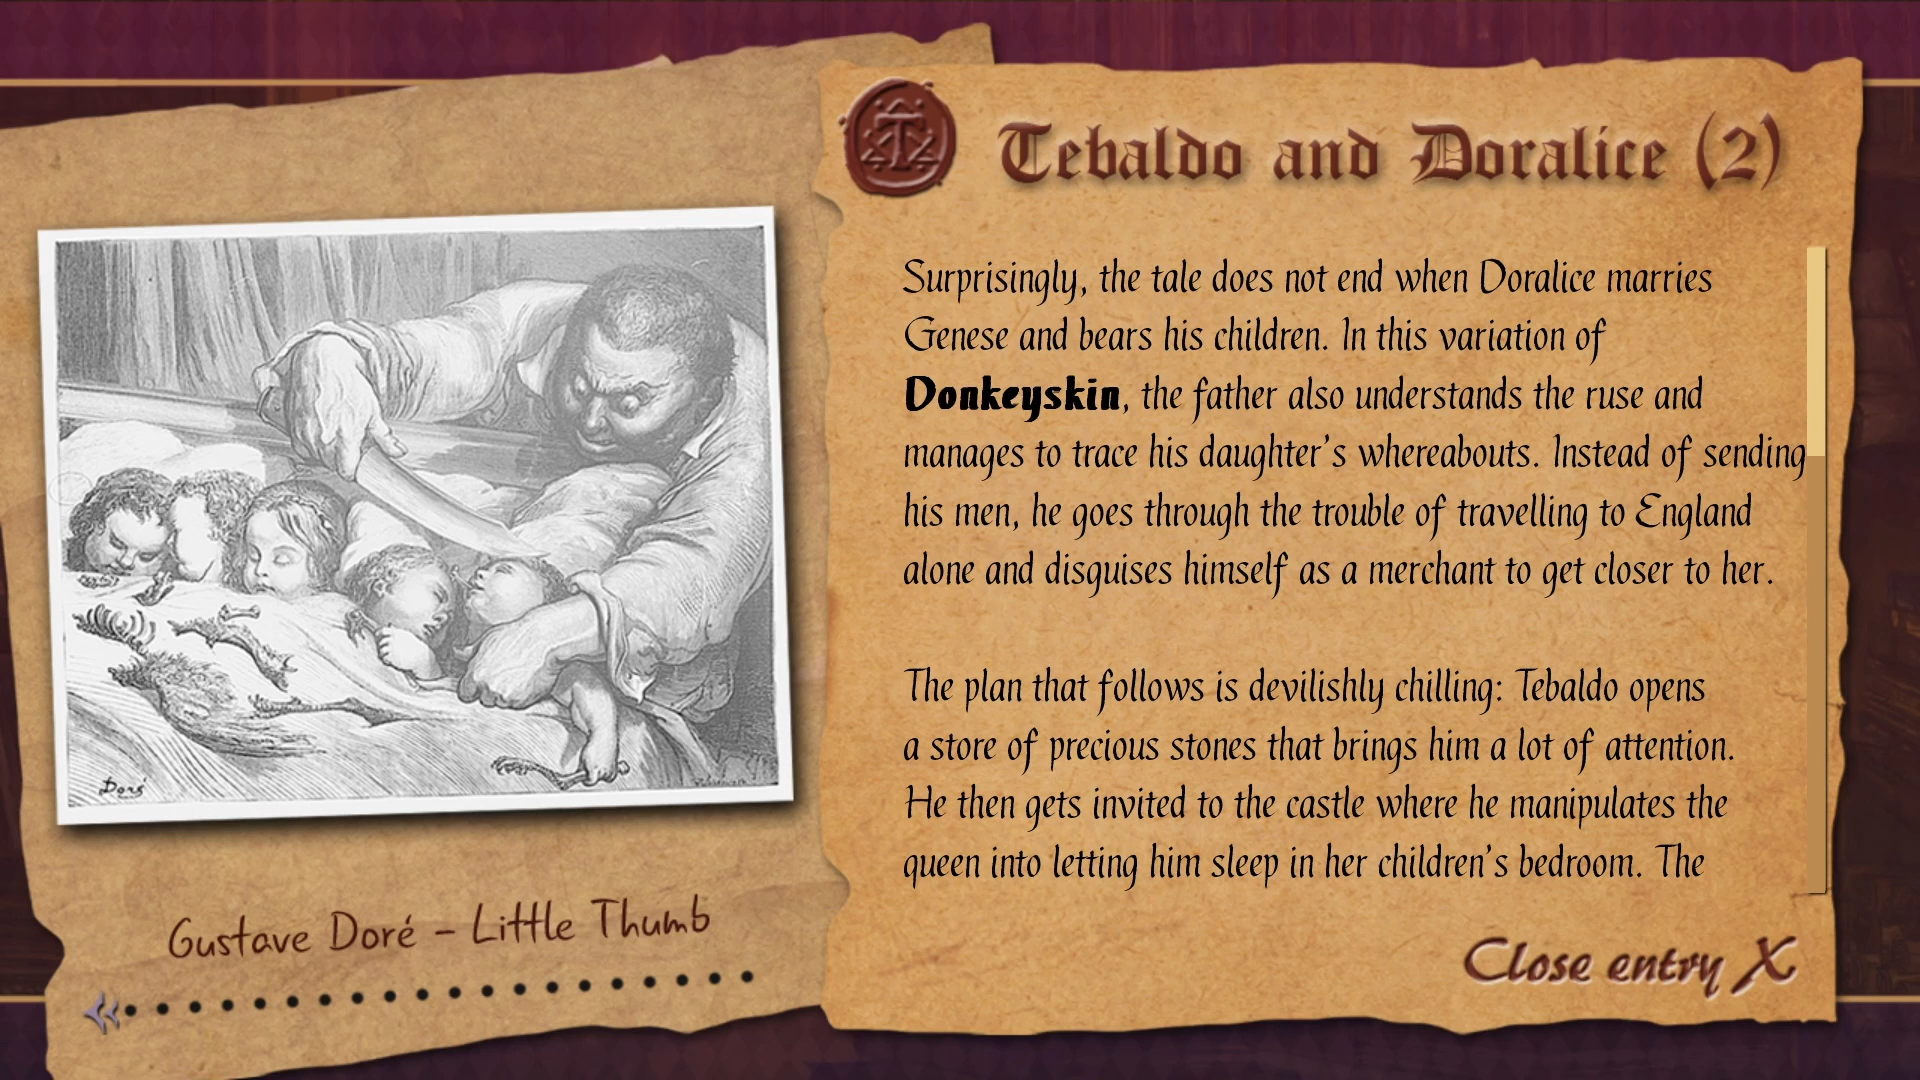 Tebaldo and Doralice (2)
Surprisingly, the tale does not end when Doralice marries
Genese and bears his children. In this variation of
Donkeyskin, the father also understands the ruse and
manages to trace his daughter's whereabouts. Instead of sending
his men, he goes through the trouble of travelling to England
alone and disguises himself as a merchant to get closer to her.
The plan that follows is devilishly chilling: Tebaldo opens
a store of precious stones that brings him a lot of attention.
He then gets invited to the castle where he manipulates the
queen into letting him sleep in her children's bedroom. The
Close entry X
Doré
Gustave Doré – Little Thumb